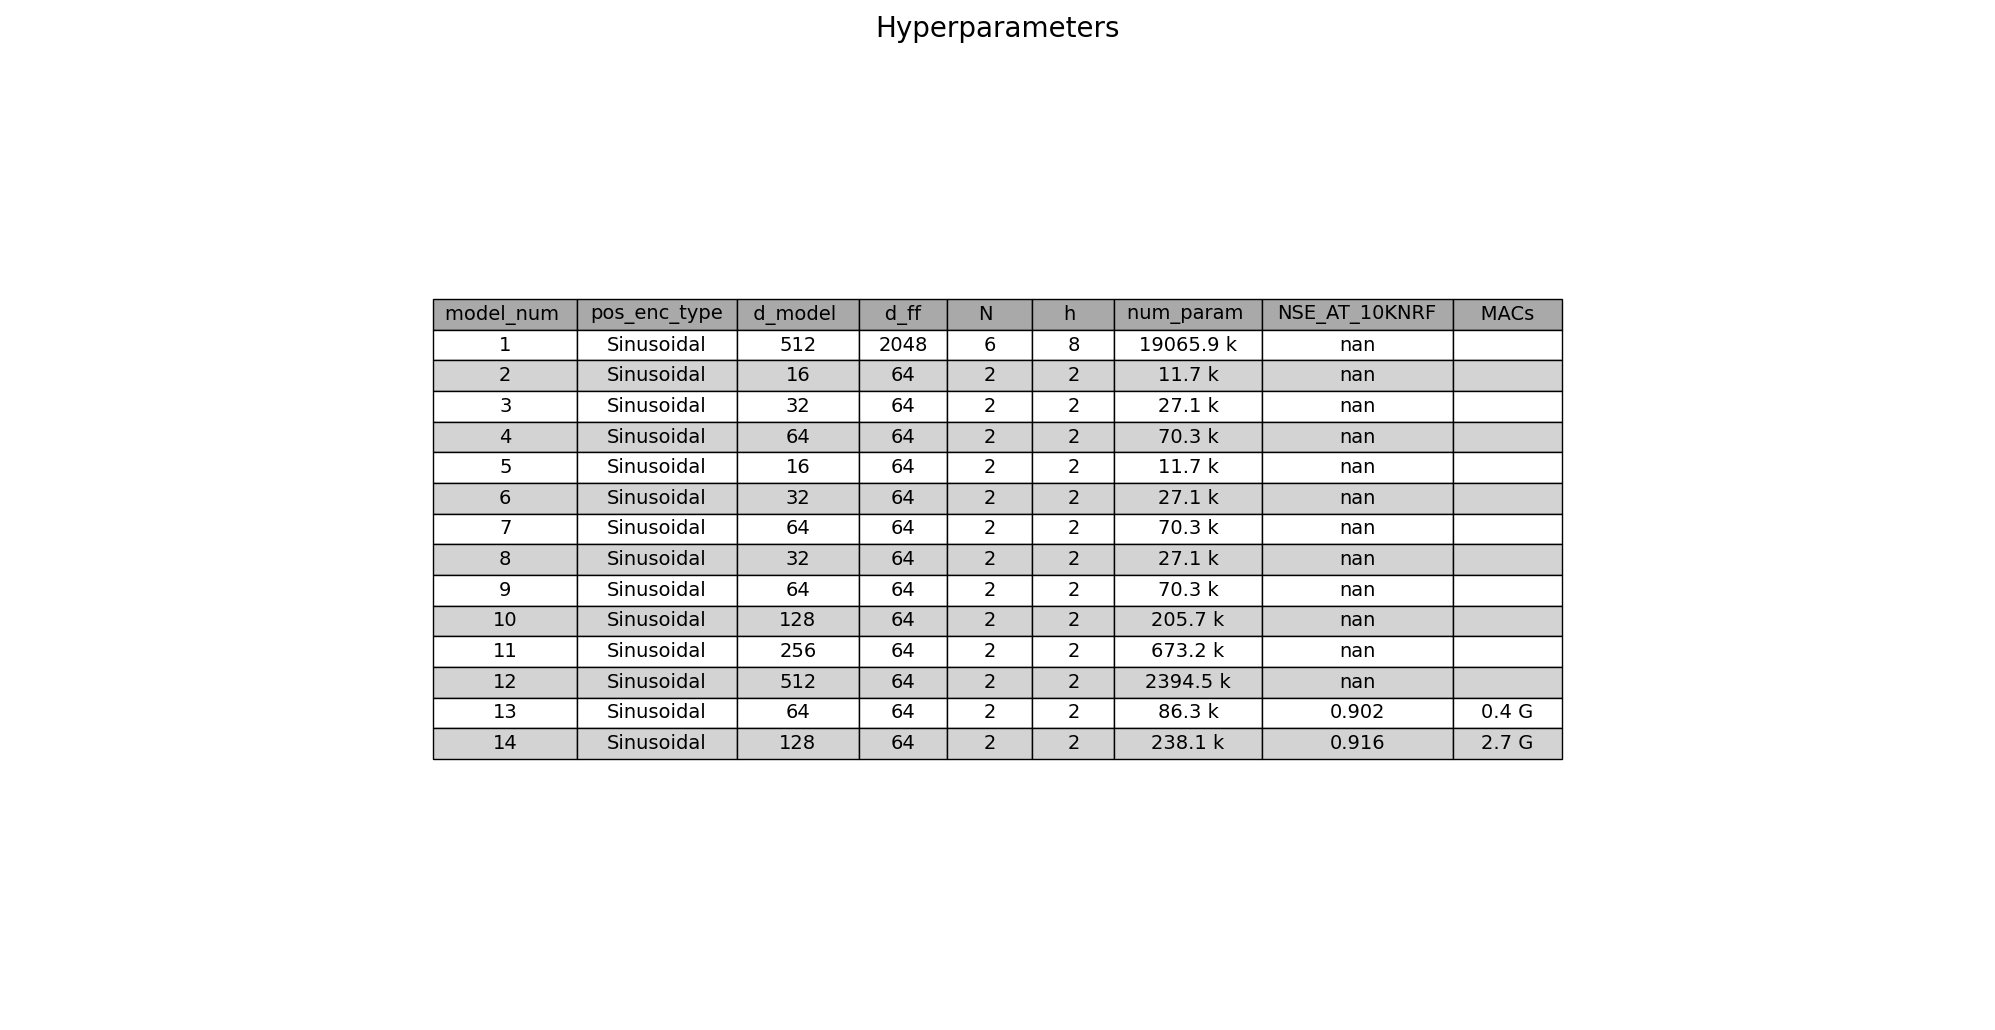 Hyperparameters
model_num pos_enc_type d_model d_ff N h num_param NSE_AT_10KNRF MACs
1 Sinusoidal 512 2048 6 8 19065.9 k nan
2 Sinusoidal 16 64 2 2 11.7 k nan
3 Sinusoidal 32 64 2 2 27.1 k nan
4 Sinusoidal 64 64 2 2 70.3 k nan
5 Sinusoidal 16 64 2 2 11.7 k nan
6 Sinusoidal 32 64 2 2 27.1 k nan
7 Sinusoidal 64 64 2 2 70.3 k nan
8 Sinusoidal 32 64 2 2 27.1 k nan
9 Sinusoidal 64 64 2 2 70.3 k nan
10 Sinusoidal 128 64 2 2 205.7 k nan
11 Sinusoidal 256 64 2 2 673.2 k nan
12 Sinusoidal 512 64 2 2 2394.5 k nan
13 Sinusoidal 64 64 2 2 86.3 k 0.902 0.4 G
14 Sinusoidal 128 64 2 2 238.1 k 0.916 2.7 G